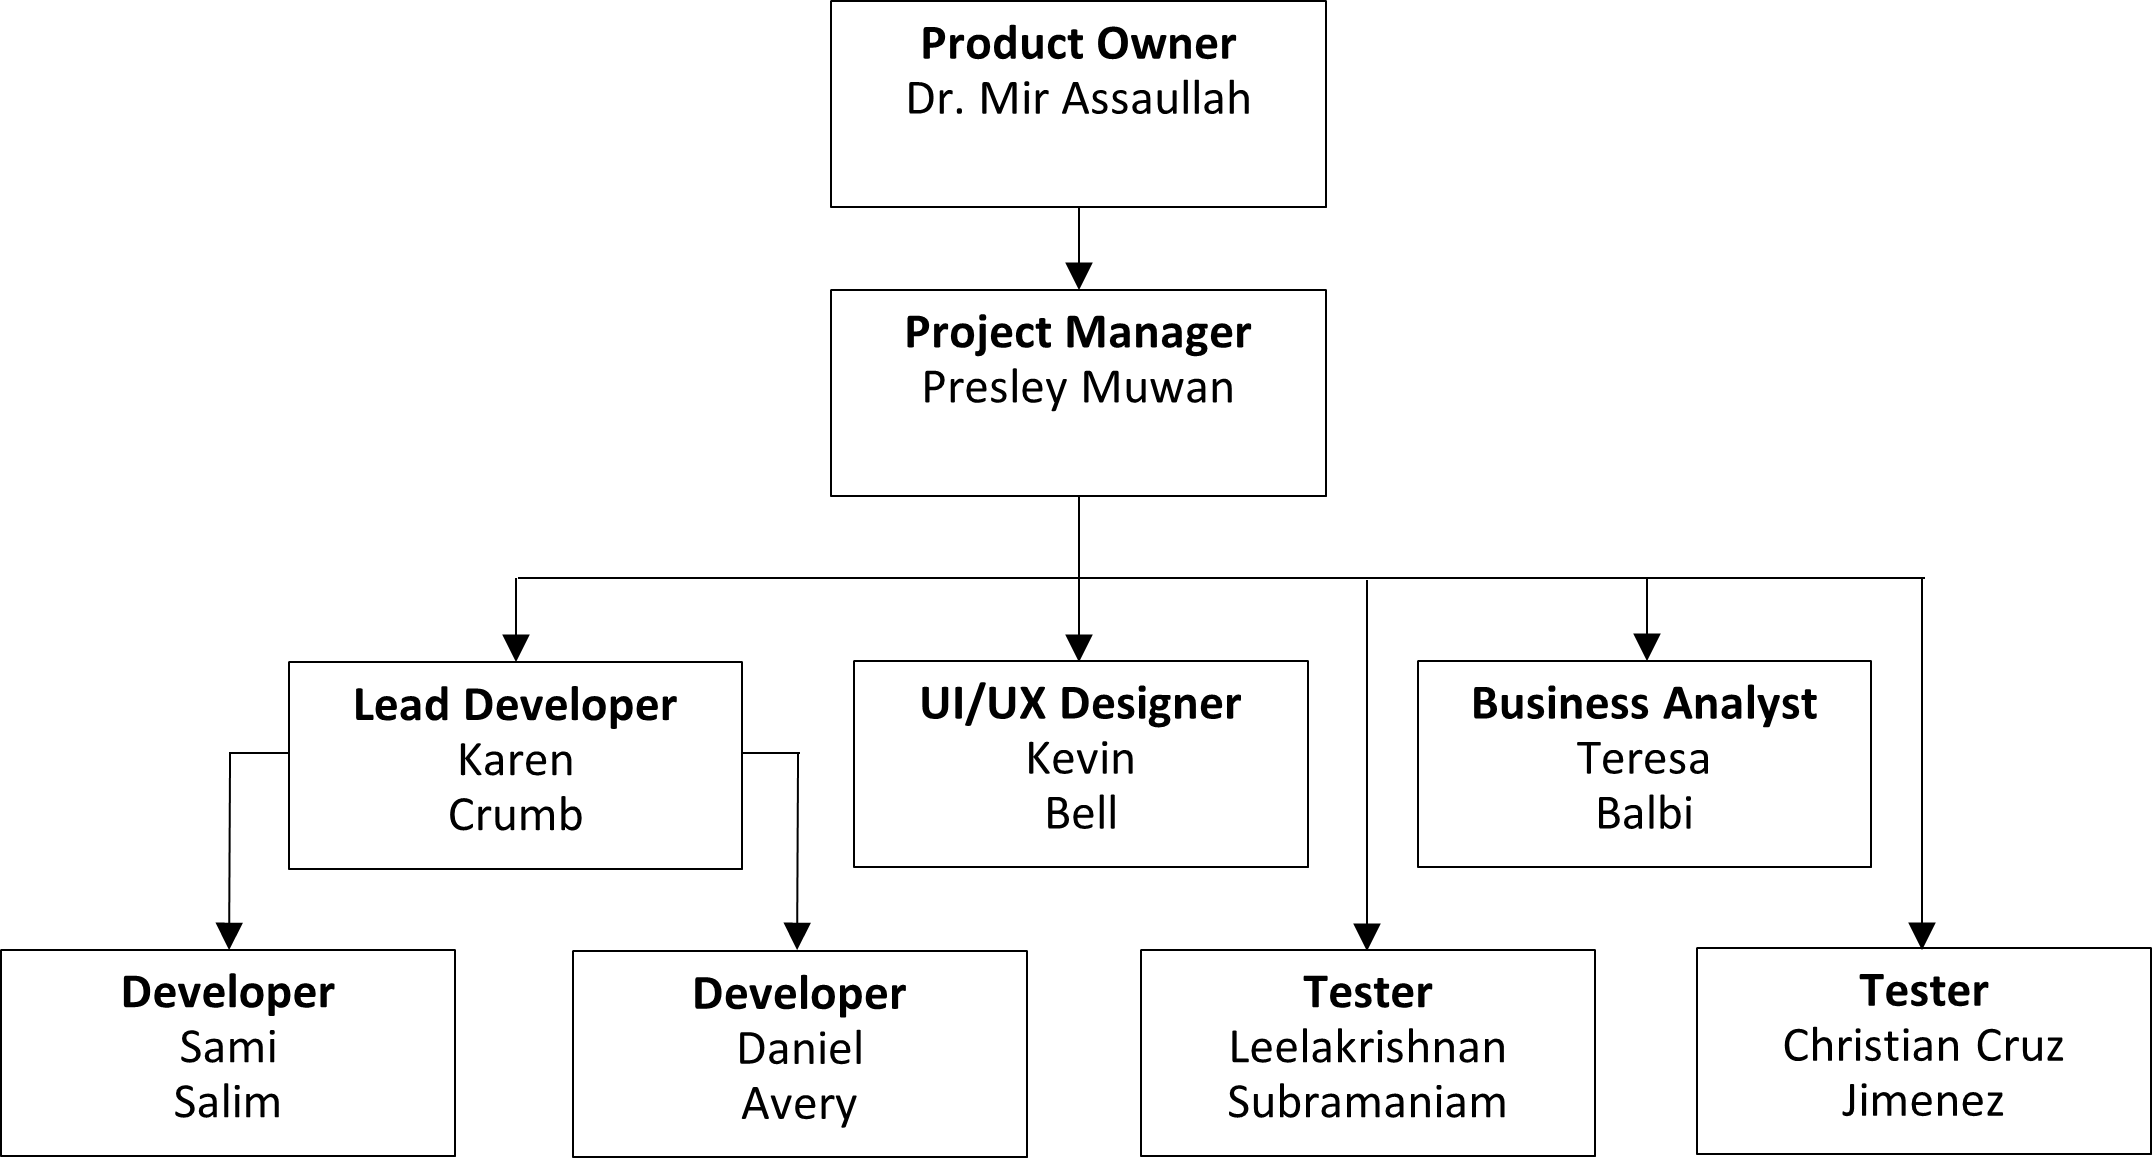 Product Owner
Dr. Mir Assaullah
Project Manager
Presley Muwan
Lead Developer
Karen
Crumb
UI/UX Designer
Kevin
Bell
Business Analyst
Teresa
Balbi
Developer
Sami
Salim
Developer
Daniel
Avery
Tester
Leelakrishnan
Subramaniam
Tester
Christian Cruz
Jimenez